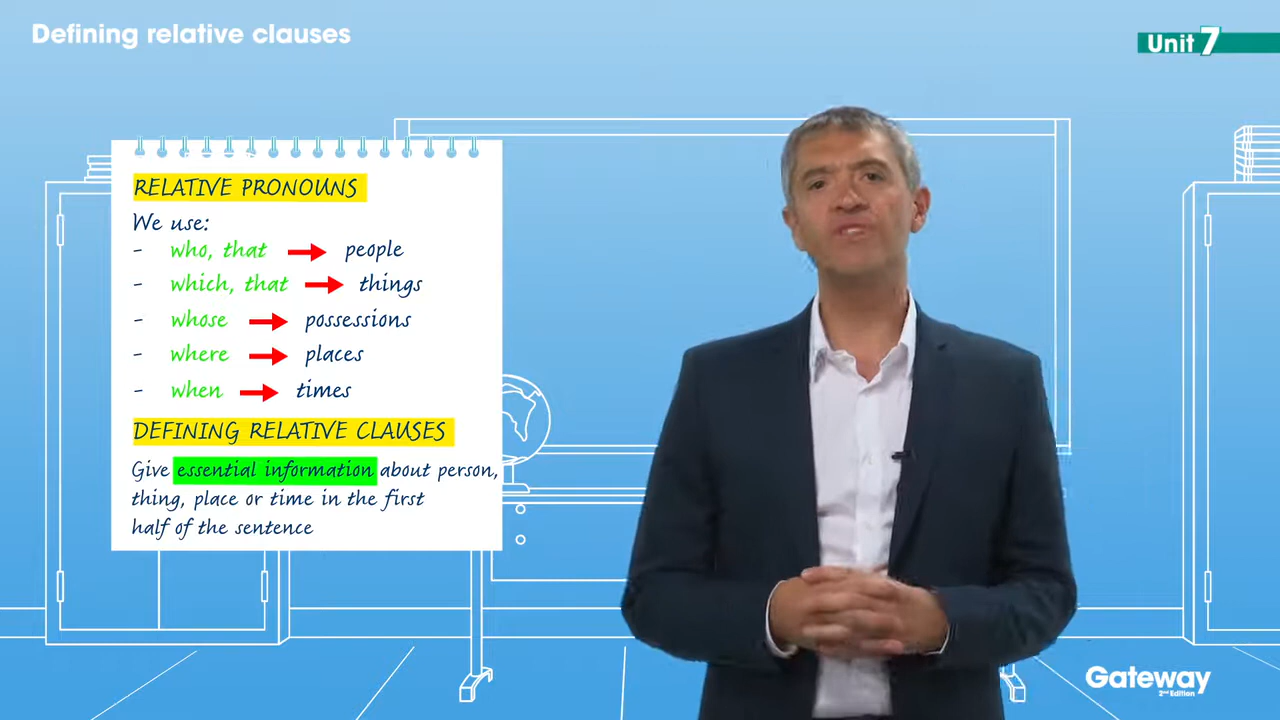 Defining relative clauses
Unit 7
RELATIVE PRONOUNS
We use:
- who, that → people
- which, that → things
- whose → possessions
- where → places
- when → times
DEFINING RELATIVE CLAUSES
Give essential information about person,
thing, place or time in the first
half of the sentence
Gateway
2nd Edition